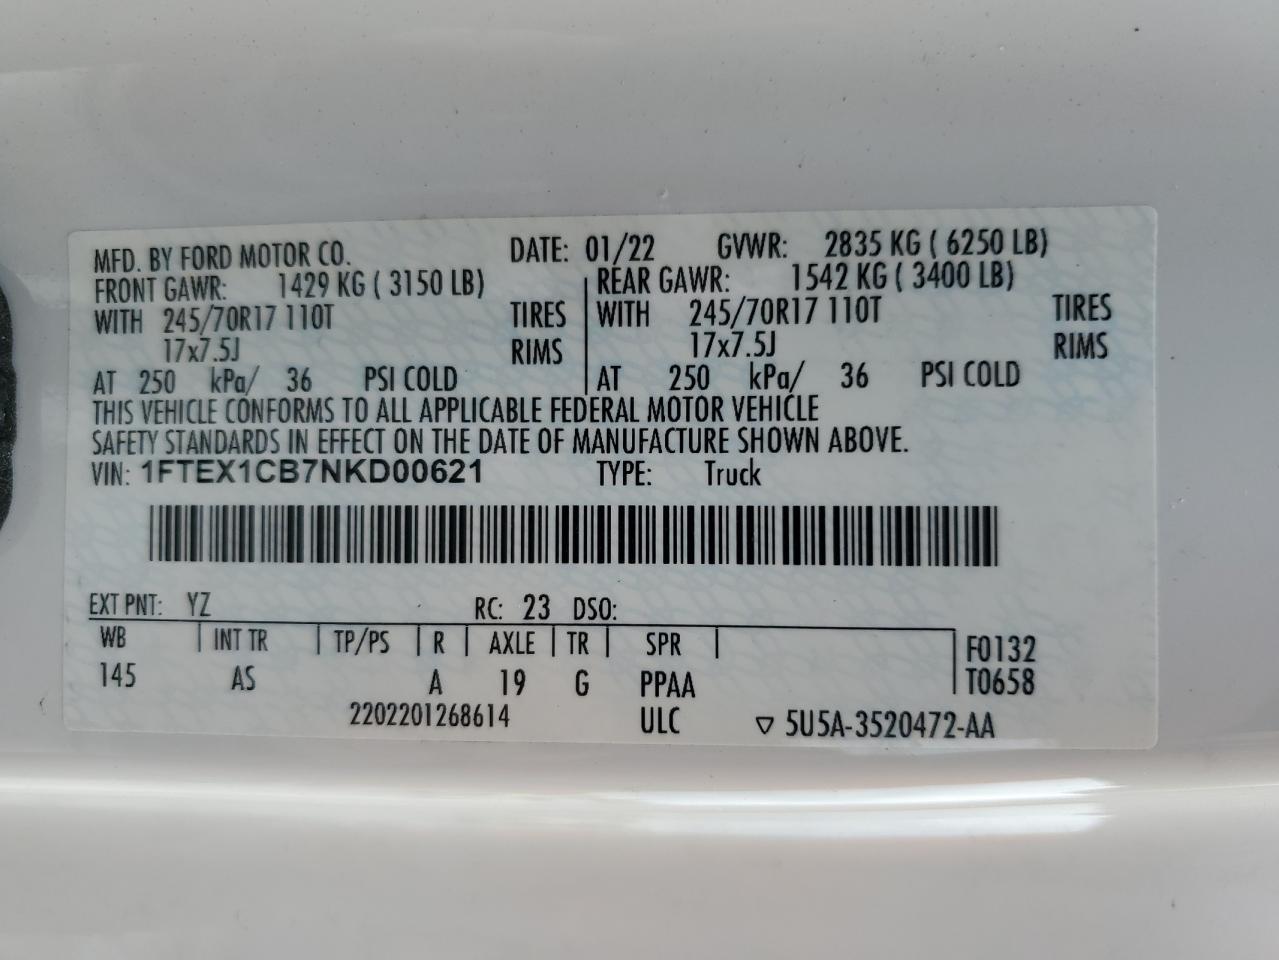 MFD. BY FORD MOTOR CO. DATE: 01/22 GVWR: 2835 KG ( 6250 LB)
FRONT GAWR: 1429 KG ( 3150 LB) REAR GAWR: 1542 KG ( 3400 LB)
WITH 245/70R17 110T TIRES WITH 245/70R17 110T TIRES
17x7.5J RIMS 17x7.5J RIMS
AT 250 kPa/ 36 PSI COLD AT 250 kPa/ 36 PSI COLD
THIS VEHICLE CONFORMS TO ALL APPLICABLE FEDERAL MOTOR VEHICLE
SAFETY STANDARDS IN EFFECT ON THE DATE OF MANUFACTURE SHOWN ABOVE.
VIN: 1FTEX1CB7NKD00621 TYPE: Truck
EXT PNT: YZ RC: 23 DSO:
WB INT TR TP/PS R AXLE TR SPR F0132
145 AS A 19 G PPAA T0658
2202201268614 ULC ▽ 5U5A-3520472-AA